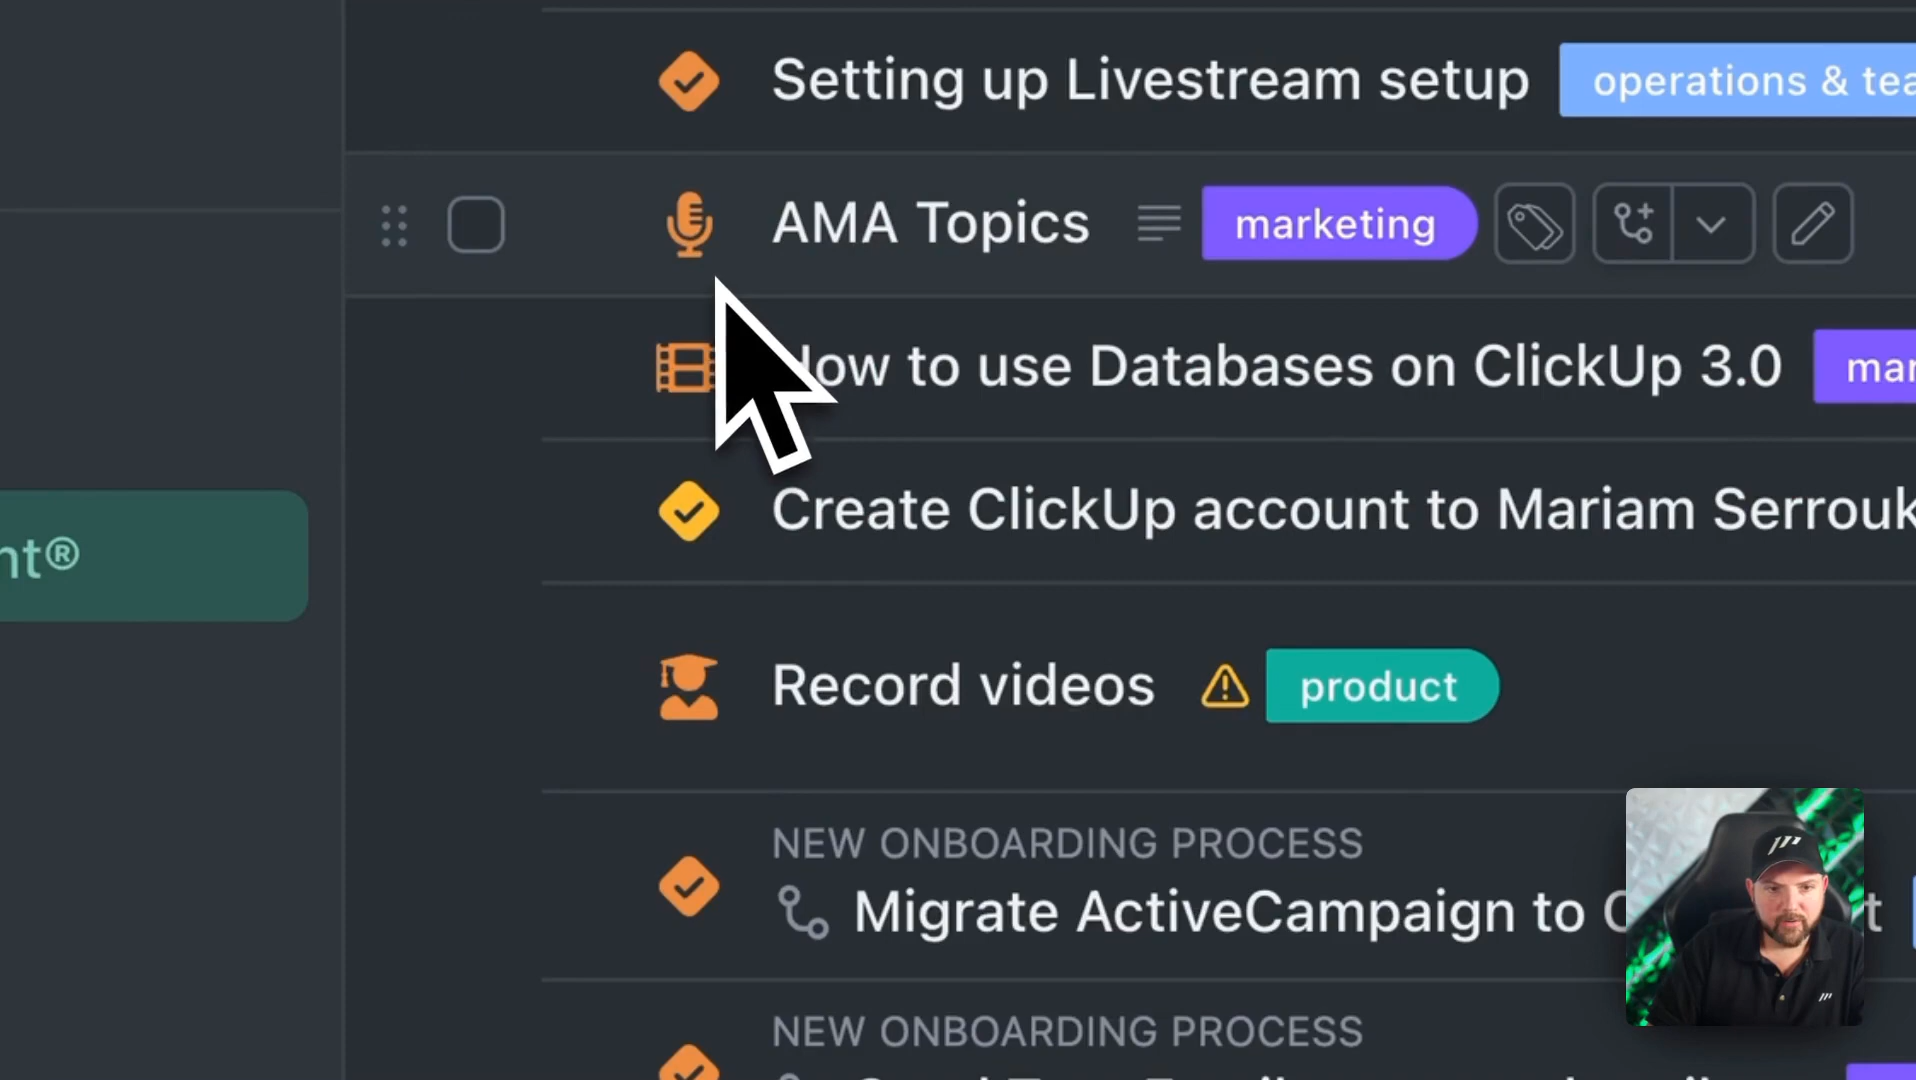 Setting up Livestream setup
operations & tea
AMA Topics
marketing
How to use Databases on ClickUp 3.0
mar
Create ClickUp account to Mariam Serrouk
nt®
Record videos
product
NEW ONBOARDING PROCESS
Migrate ActiveCampaign to
NEW ONBOARDING PROCESS